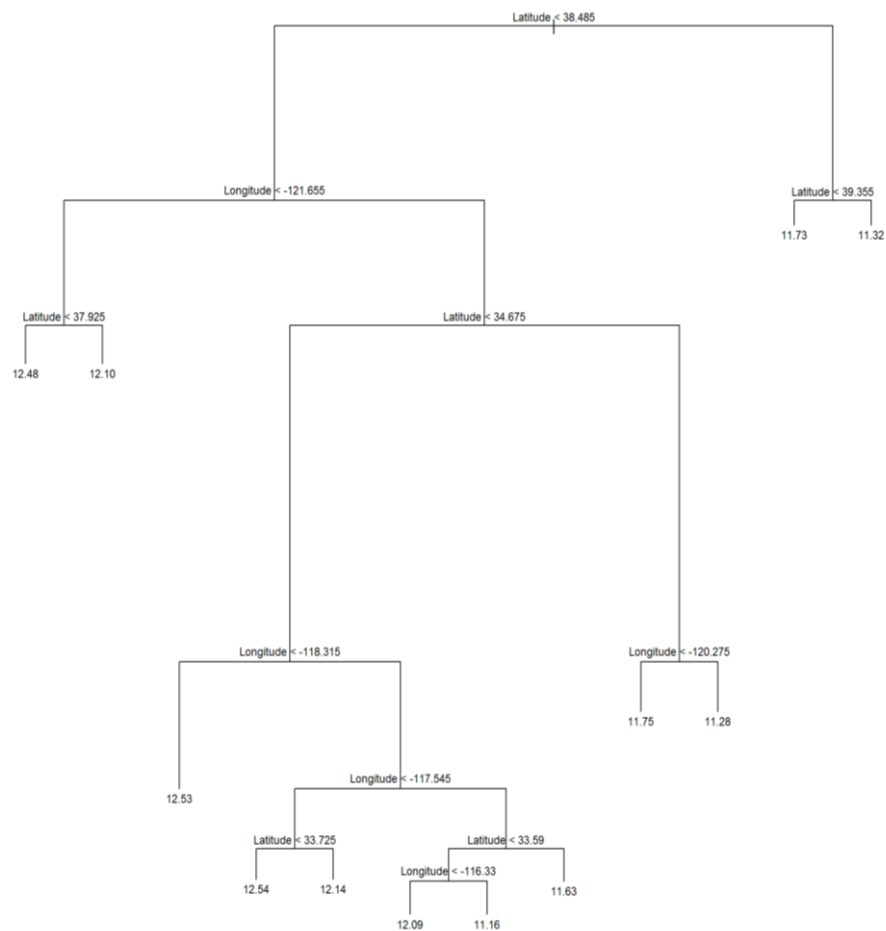 Latitude < 38.485
Longitude < -121.655
Latitude < 39.355
11.73
11.32
Latitude < 37.925
Latitude < 34.675
12.48
12.10
Longitude < -118.315
Longitude < -120.275
11.75
11.28
Longitude < -117.545
12.53
Latitude < 33.725
Latitude < 33.59
Longitude < -116.33
12.54
12.14
11.63
12.09
11.16